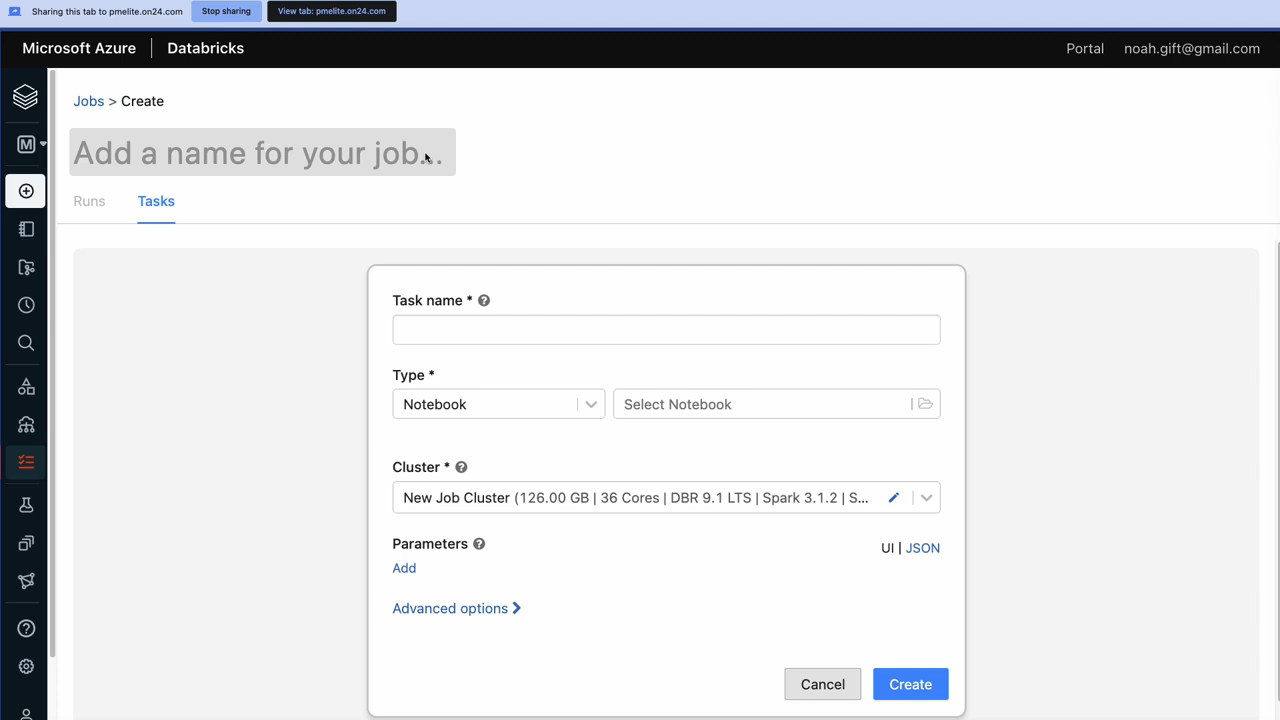 Sharing this tab to pmelite.on24.com
Stop sharing
View tab: pmelite.on24.com
Microsoft Azure
Databricks
Portal
noah.gift@gmail.com
M
Jobs > Create
Add a name for your job...
Runs
Tasks
Task name *
Type *
Notebook
Select Notebook
Cluster *
New Job Cluster (126.00 GB | 36 Cores | DBR 9.1 LTS | Spark 3.1.2 | S...
Parameters
UI | JSON
Add
Advanced options
Cancel
Create